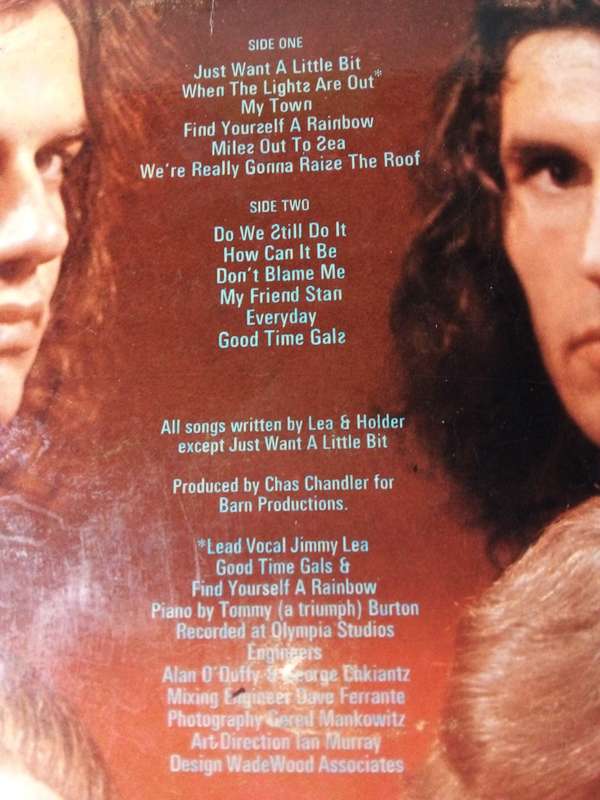 SIDE ONE
Just Want A Little Bit
When The Lights Are Out*
My Town
Find Yourself A Rainbow
Miles Out To Sea
We're Really Gonna Raise The Roof
SIDE TWO
Do We Still Do It
How Can It Be
Don't Blame Me
My Friend Stan
Everyday
Good Time Gals
All songs written by Lea & Holder
except Just Want A Little Bit
Produced by Chas Chandler for
Barn Productions.
*Lead Vocal Jimmy Lea
Good Time Gals &
Find Yourself A Rainbow
Piano by Tommy (a triumph) Burton
Recorded at Olympia Studios
Engineers
Alan O'Duffy & George Chkiantz
Mixing Engineer Dave Ferrante
Photography Gered Mankowitz
Art Direction Ian Murray
Design WadeWood Associates